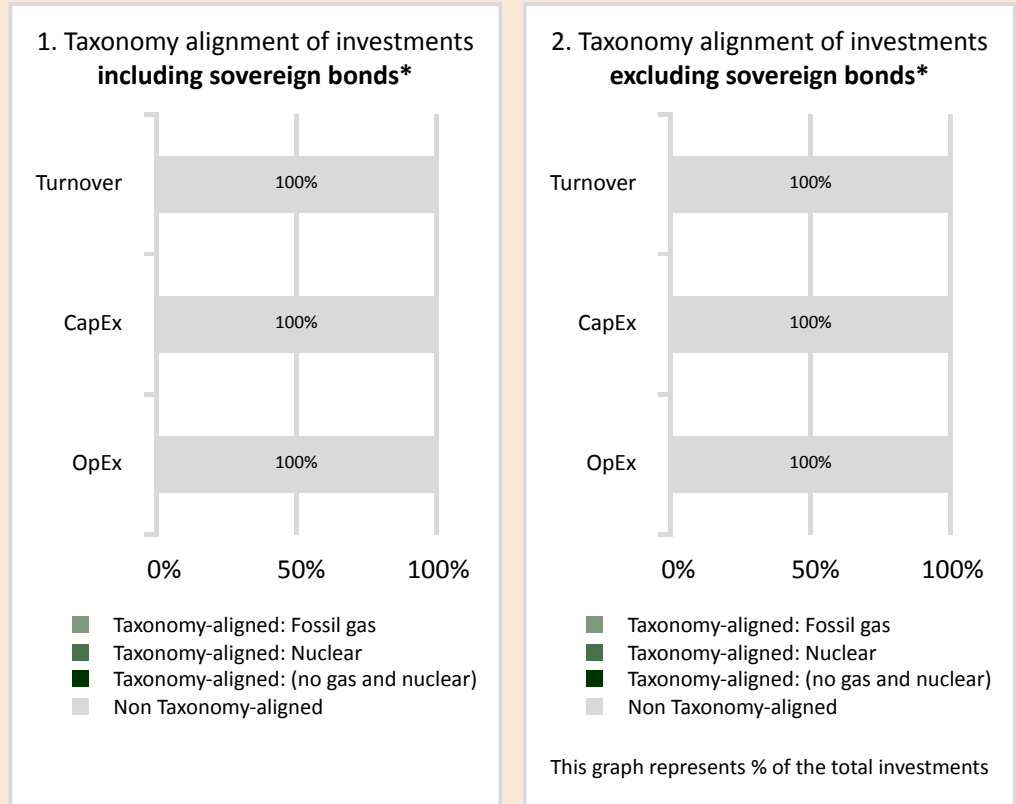 1. Taxonomy alignment of investments
including sovereign bonds*
Turnover
100%
CapEx
100%
OpEx
100%
0% 50% 100%
Taxonomy-aligned: Fossil gas
Taxonomy-aligned: Nuclear
Taxonomy-aligned: (no gas and nuclear)
Non Taxonomy-aligned
2. Taxonomy alignment of investments
excluding sovereign bonds*
Turnover
100%
CapEx
100%
OpEx
100%
0% 50% 100%
Taxonomy-aligned: Fossil gas
Taxonomy-aligned: Nuclear
Taxonomy-aligned: (no gas and nuclear)
Non Taxonomy-aligned
This graph represents % of the total investments